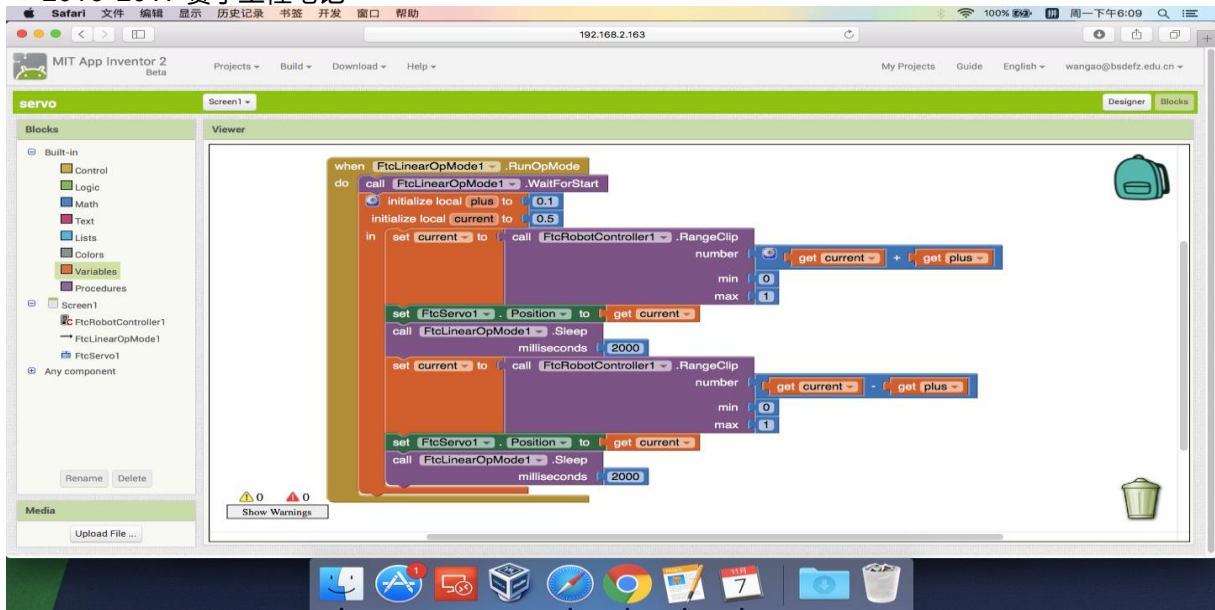 Safari 文件 编辑 显示 历史记录 书签 开发 窗口 帮助 100% 周一下午6:09
192.168.2.163
MIT App Inventor 2
Beta
Projects Build Download Help My Projects Guide English wangao@bsdefz.edu.cn
servo Screen1 Designer Blocks
Blocks Viewer
Built-in
Control
Logic
Math
Text
Lists
Colors
Variables
Procedures
Screen1
FtcRobotController1
FtcLinearOpMode1
FtcServo1
Any component
Rename Delete
Media
Upload File ...
when FtcLinearOpMode1 .RunOpMode
do call FtcLinearOpMode1 .WaitForStart
initialize local plus to 0.1
initialize local current to 0.5
in set current to call FtcRobotController1 .RangeClip
number get current + get plus
min 0
max 1
set FtcServo1 . Position to get current
call FtcLinearOpMode1 .Sleep
milliseconds 2000
set current to call FtcRobotController1 .RangeClip
number get current - get plus
min 0
max 1
set FtcServo1 . Position to get current
call FtcLinearOpMode1 .Sleep
milliseconds 2000
0 0
Show Warnings
1
11月
7